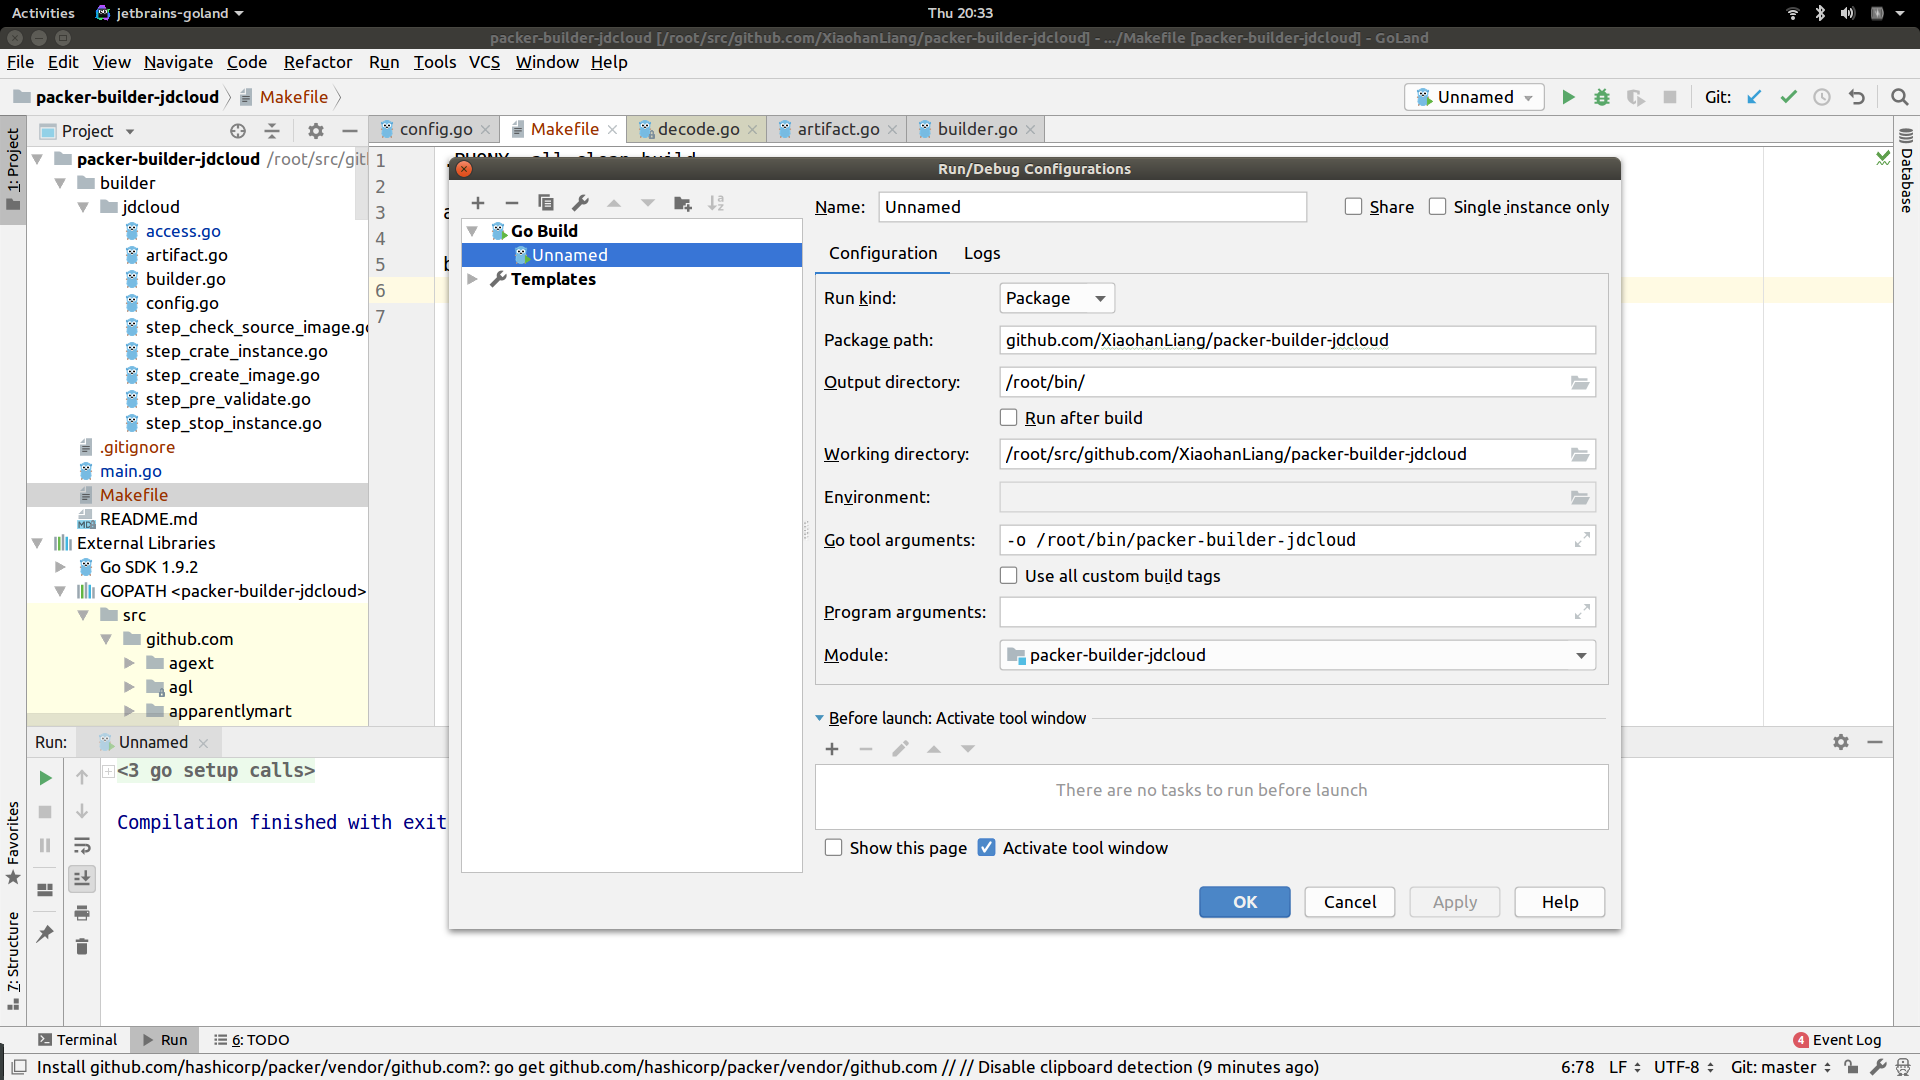 Activities jetbrains-goland Thu 20:33
packer-builder-jdcloud [/root/src/github.com/XiaohanLiang/packer-builder-jdcloud] - .../Makefile [packer-builder-jdcloud] - GoLand
File Edit View Navigate Code Refactor Run Tools VCS Window Help
packer-builder-jdcloud Makefile Unnamed Git:
Project config.go Makefile decode.go artifact.go builder.go
1: Project
Database
packer-builder-jdcloud /root/src/git
builder
jdcloud
access.go
artifact.go
builder.go
config.go
step_check_source_image.go
step_crate_instance.go
step_create_image.go
step_pre_validate.go
step_stop_instance.go
.gitignore
main.go
Makefile
README.md
External Libraries
Go SDK 1.9.2
GOPATH <packer-builder-jdcloud>
src
github.com
agext
agl
apparentlymart
1
2
3
4
5
6
7
Run/Debug Configurations
Go Build
Unnamed
Templates
Name: Unnamed Share Single instance only
Configuration Logs
Run kind: Package
Package path: github.com/XiaohanLiang/packer-builder-jdcloud
Output directory: /root/bin/
Run after build
Working directory: /root/src/github.com/XiaohanLiang/packer-builder-jdcloud
Environment:
Go tool arguments: -o /root/bin/packer-builder-jdcloud
Use all custom build tags
Program arguments:
Module: packer-builder-jdcloud
Before launch: Activate tool window
There are no tasks to run before launch
Show this page Activate tool window
OK Cancel Apply Help
Run: Unnamed
<3 go setup calls>
Compilation finished with exit
Favorites
7: Structure
Terminal Run 6: TODO 4 Event Log
Install github.com/hashicorp/packer/vendor/github.com?: go get github.com/hashicorp/packer/vendor/github.com // // Disable clipboard detection (9 minutes ago) 6:78 LF UTF-8 Git: master